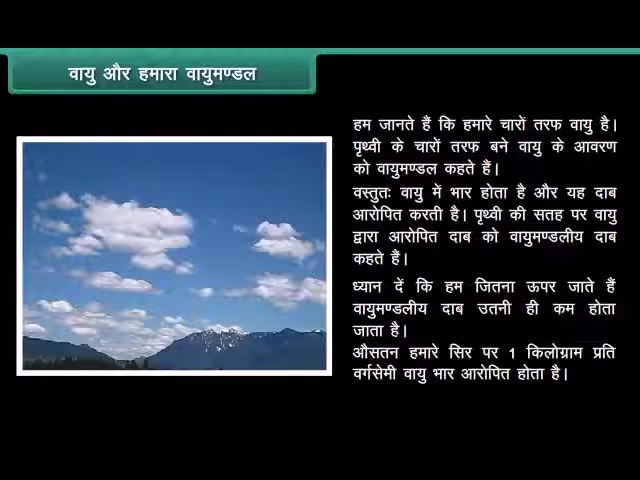 वायु और हमारा वायुमण्डल
हम जानते हैं कि हमारे चारों तरफ वायु है।
पृथ्वी के चारों तरफ बने वायु के आवरण
को वायुमण्डल कहते हैं।
वस्तुतः वायु में भार होता है और यह दाब
आरोपित करती है। पृथ्वी की सतह पर वायु
द्वारा आरोपित दाब को वायुमण्डलीय दाब
कहते हैं।
ध्यान दें कि हम जितना ऊपर जाते हैं
वायुमण्डलीय दाब उतनी ही कम होता
जाता है।
औसतन हमारे सिर पर 1 किलोग्राम प्रति
वर्गसेमी वायु भार आरोपित होता है।